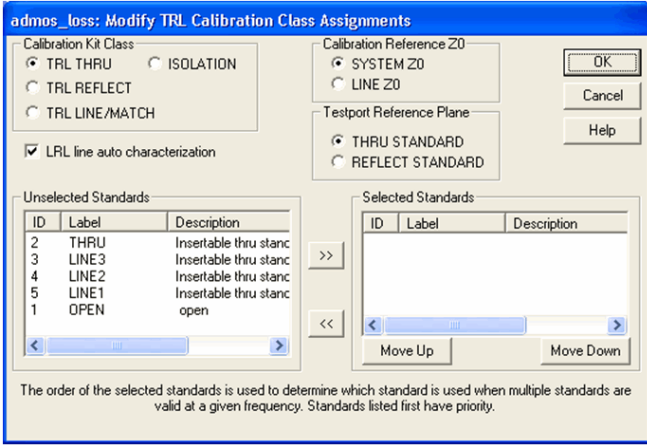 admos_loss: Modify TRL Calibration Class Assignments
Calibration Kit Class
TRL THRU ISOLATION
TRL REFLECT
TRL LINE/MATCH
LRL line auto characterization
Calibration Reference Z0
SYSTEM Z0
LINE Z0
Testport Reference Plane
THRU STANDARD
REFLECT STANDARD
OK
Cancel
Help
Unselected Standards
ID Label Description
2 THRU Insertable thru stanc
3 LINE3 Insertable thru stanc
4 LINE2 Insertable thru stanc
5 LINE1 Insertable thru stanc
1 OPEN open
>>
<<
Selected Standards
ID Label Description
Move Up Move Down
The order of the selected standards is used to determine which standard is used when multiple standards are
valid at a given frequency. Standards listed first have priority.